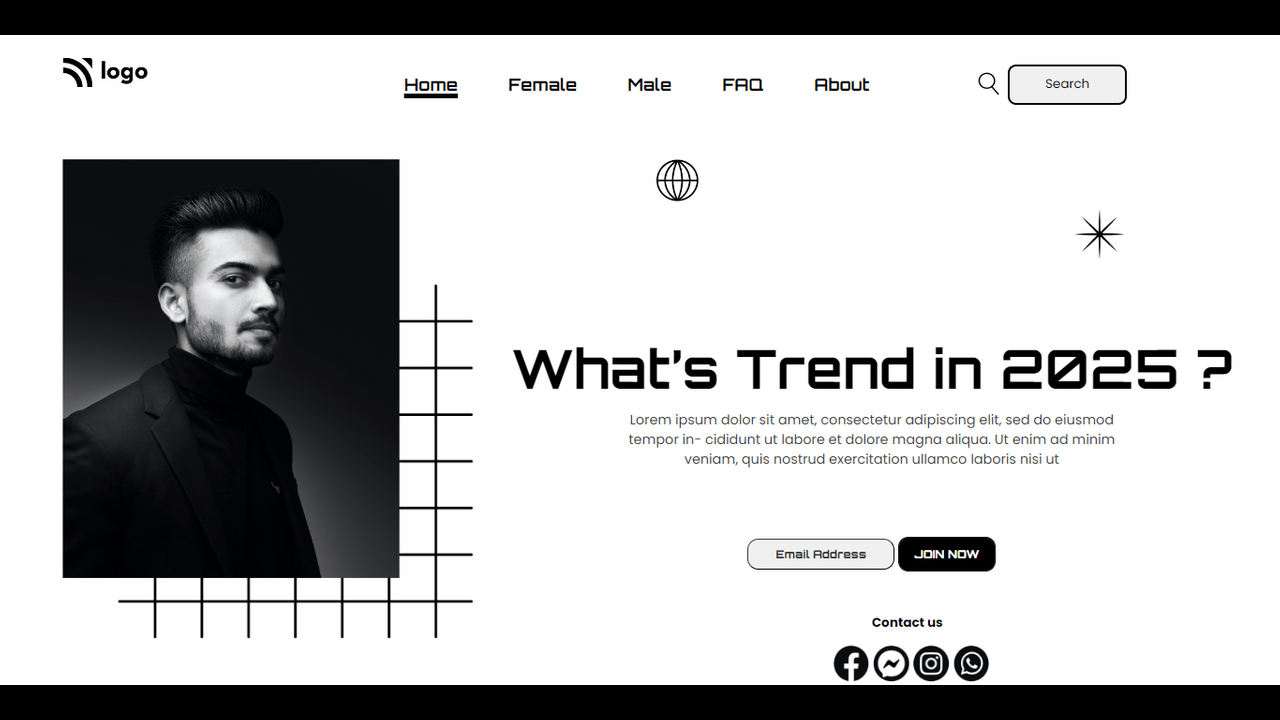 logo
Home Female Male FAQ About
Search
What's Trend in 2025 ?
Lorem ipsum dolor sit amet, consectetur adipiscing elit, sed do eiusmod
tempor in- cididunt ut labore et dolore magna aliqua. Ut enim ad minim
veniam, quis nostrud exercitation ullamco laboris nisi ut
Email Address JOIN NOW
Contact us